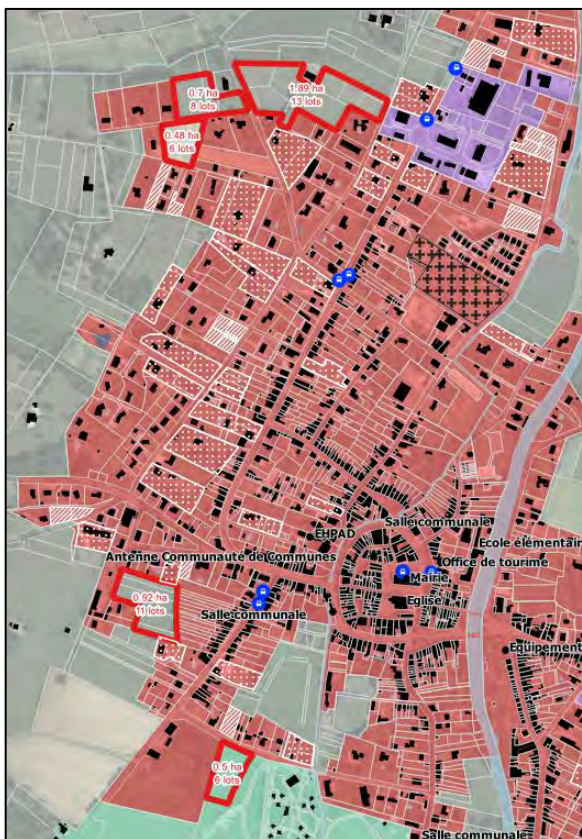 0.7 ha
8 lots
1.89 ha
13 lots
0.48 ha
6 lots
EHPAD
Salle communale
Antenne Communauté de Communes
Ecole élémentair
Office de tourime
Mairie
Eglise
0.92 ha
11 lots
Salle communale
Equipement
0.5 ha
6 lots
Salle communale